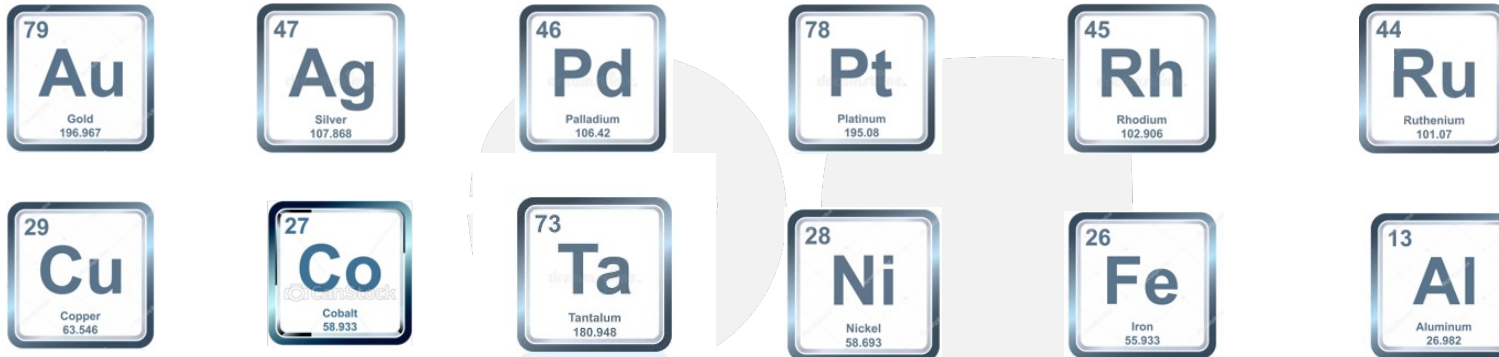 79
Au
Gold
196.967
47
Ag
Silver
107.868
46
Pd
Palladium
106.42
78
Pt
Platinum
195.08
45
Rh
Rhodium
102.906
44
Ru
Ruthenium
101.07
29
Cu
Copper
63.546
27
Co
CanStock
Cobalt
58.933
73
Ta
Tantalum
180.948
28
Ni
Nickel
58.693
26
Fe
Iron
55.933
13
Al
Aluminum
26.982